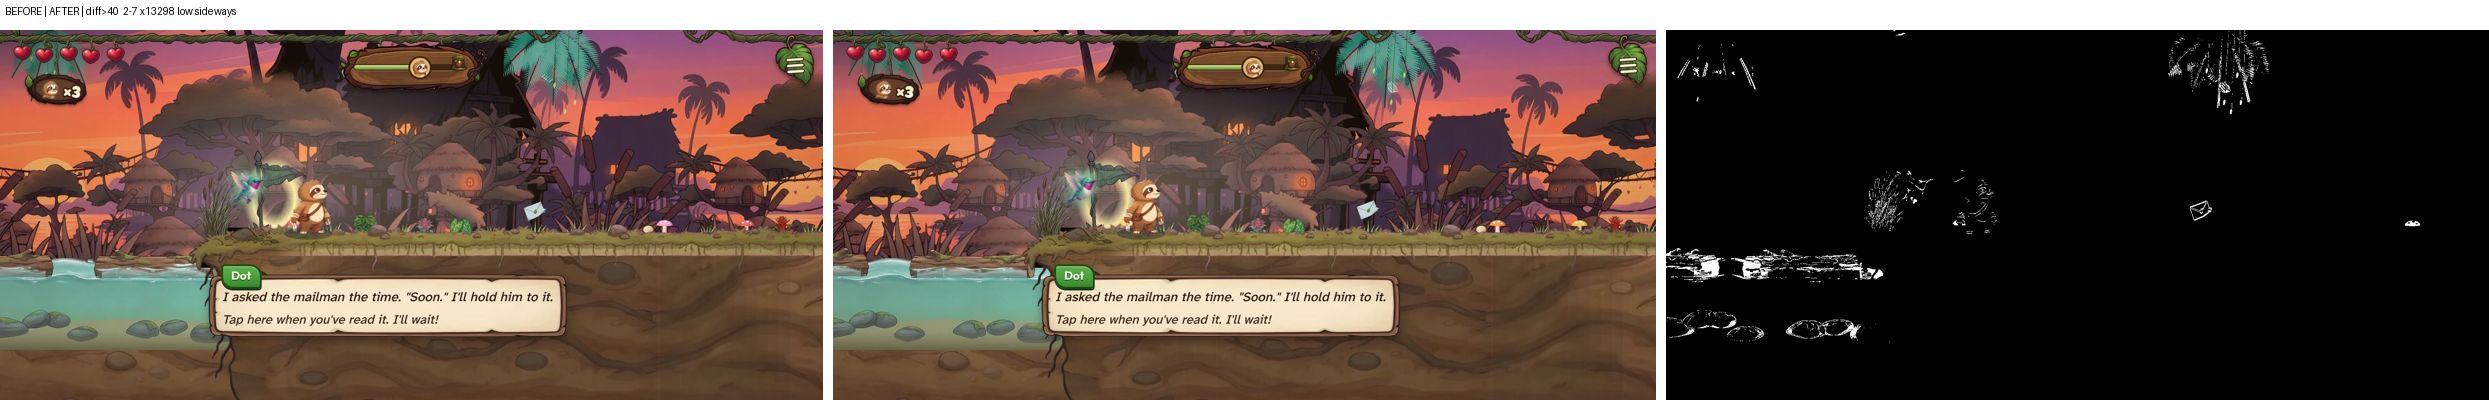 BEFORE | AFTER | diff>40 2-7 x13298 low sideways
×3
×3
Dot
I asked the mailman the time. "Soon." I'll hold him to it.
Tap here when you've read it. I'll wait!
Dot
I asked the mailman the time. "Soon." I'll hold him to it.
Tap here when you've read it. I'll wait!